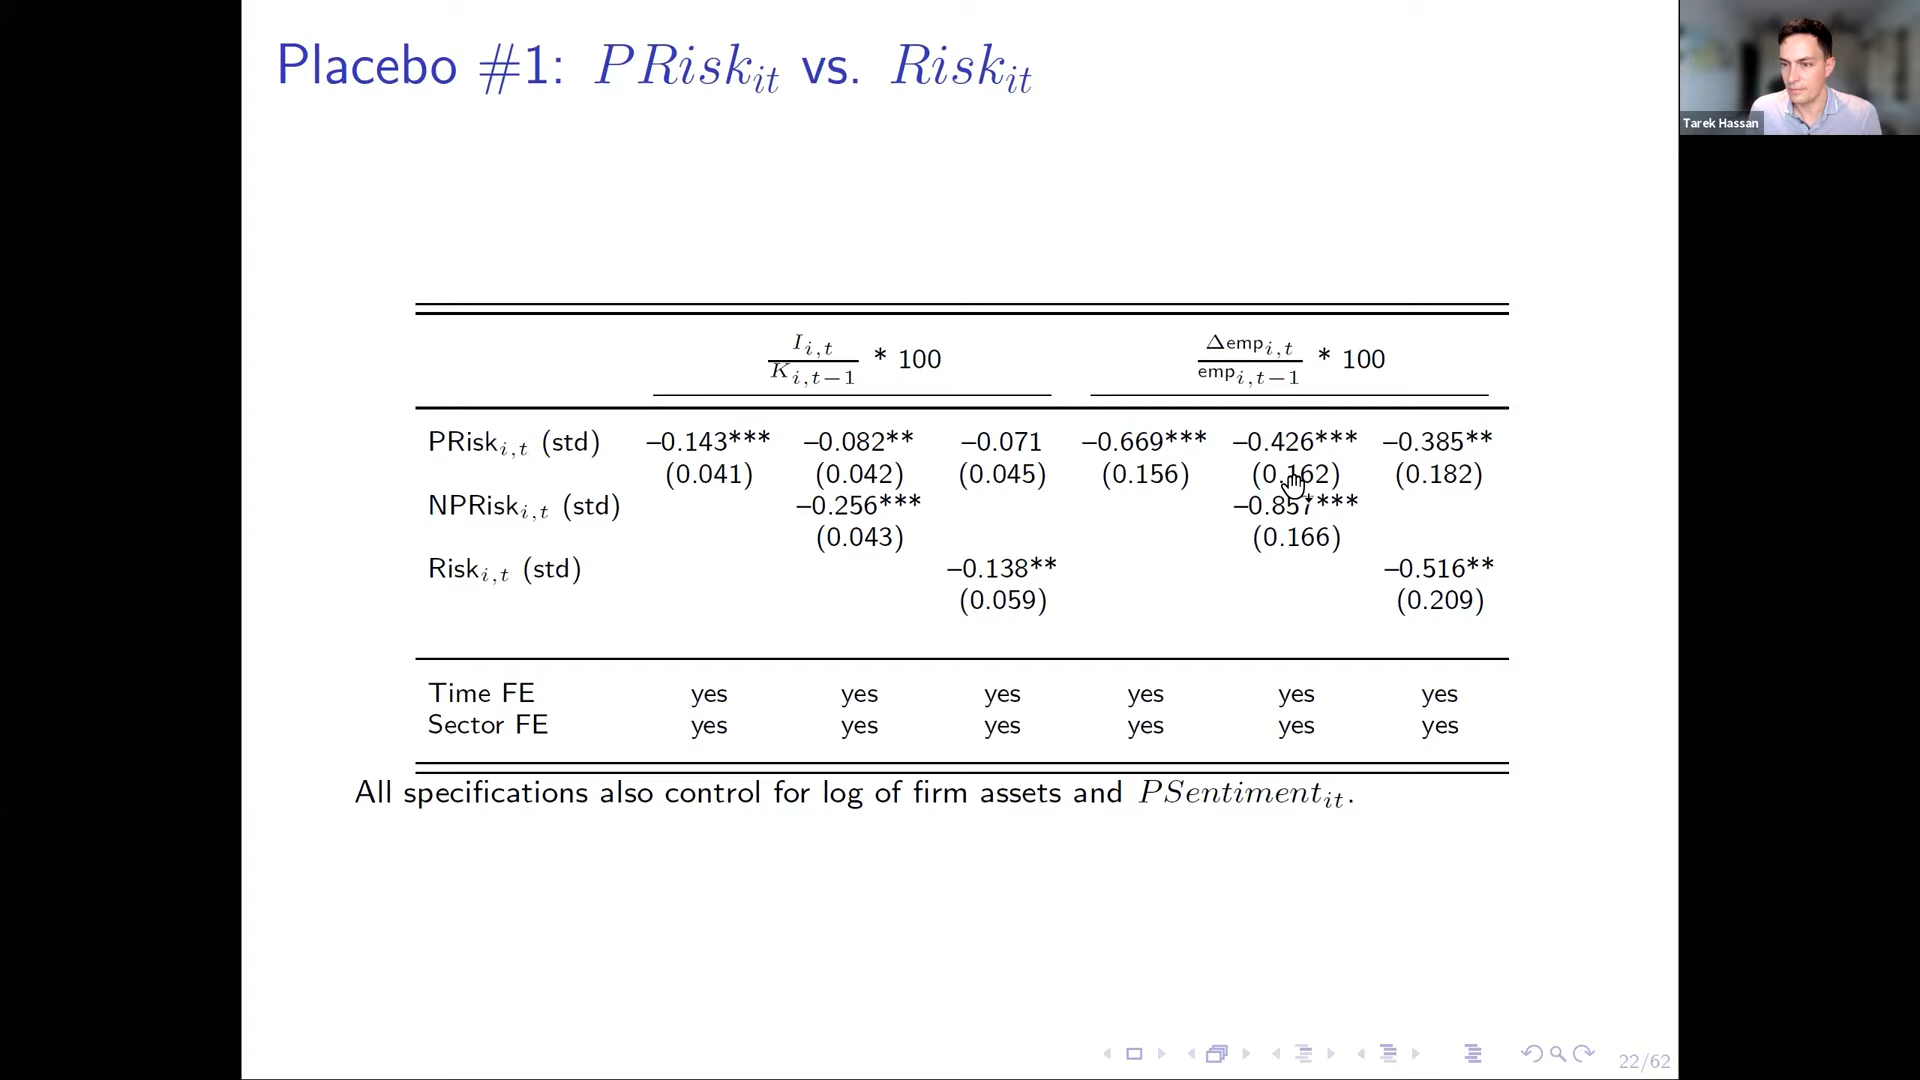 Placebo #1: PRisk_it vs. Risk_it
Tarek Hassan
I_i,t / K_i,t−1 * 100 Δemp_i,t / emp_i,t−1 * 100
PRisk_i,t (std) –0.143*** –0.082** –0.071 –0.669*** –0.426*** –0.385**
(0.041) (0.042) (0.045) (0.156) (0.162) (0.182)
NPRisk_i,t (std) –0.256*** –0.857***
(0.043) (0.166)
Risk_i,t (std) –0.138** –0.516**
(0.059) (0.209)
Time FE yes yes yes yes yes yes
Sector FE yes yes yes yes yes yes
All specifications also control for log of firm assets and PSentiment_it.
22/62